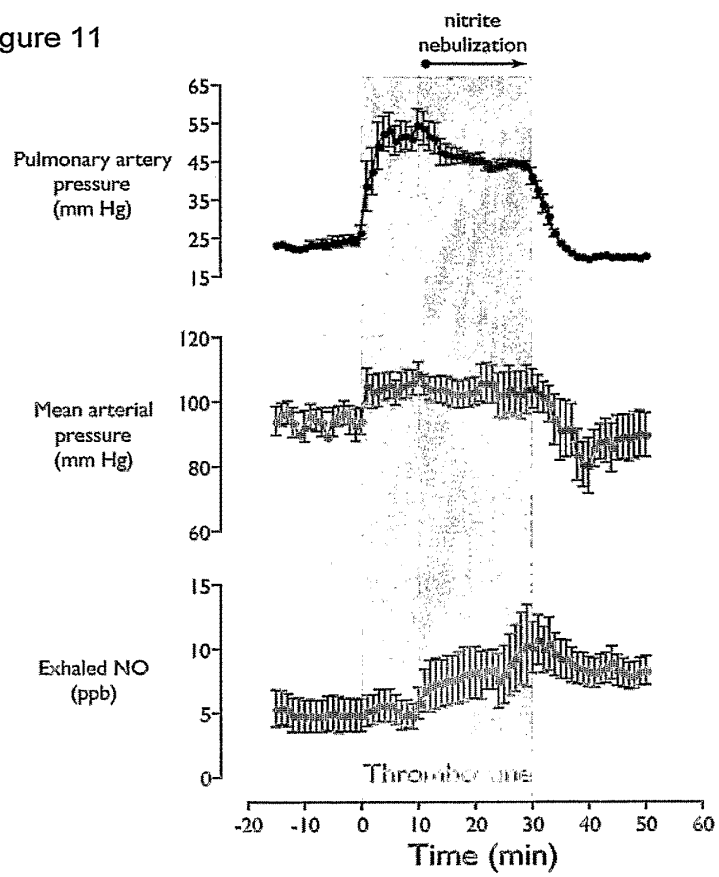 gure 11
nitrite
nebulization
65
55
45
35
25
15
Pulmonary artery
pressure
(mm Hg)
120
100
80
60
Mean arterial
pressure
(mm Hg)
15
10
5
0
Exhaled NO
(ppb)
-20 -10 0 10 20 30 40 50 60
Time (min)